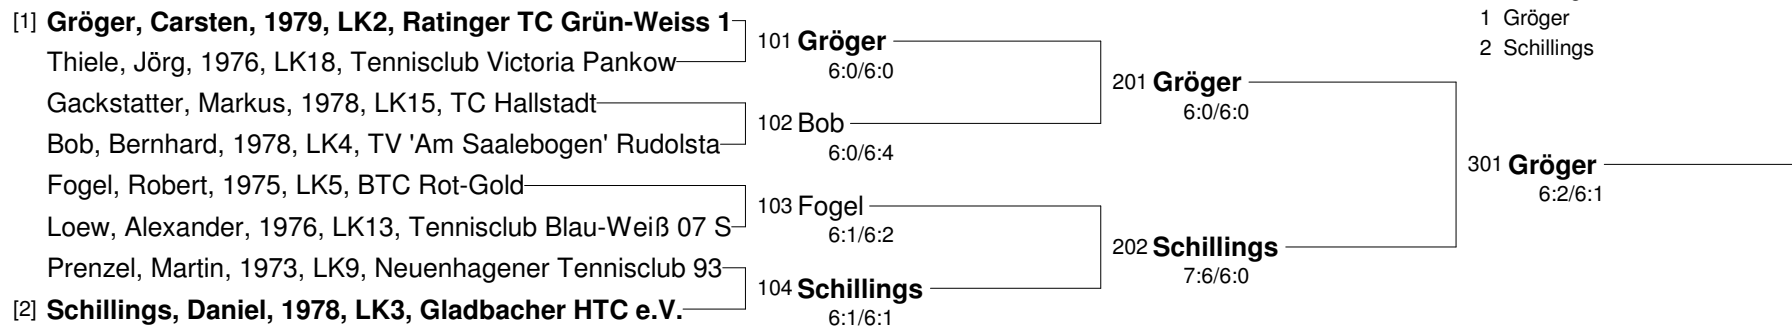 [1] Gröger, Carsten, 1979, LK2, Ratinger TC Grün-Weiss 1
Thiele, Jörg, 1976, LK18, Tennisclub Victoria Pankow
Gackstatter, Markus, 1978, LK15, TC Hallstadt
Bob, Bernhard, 1978, LK4, TV 'Am Saalebogen' Rudolsta
Fogel, Robert, 1975, LK5, BTC Rot-Gold
Loew, Alexander, 1976, LK13, Tennisclub Blau-Weiß 07 S
Prenzel, Martin, 1973, LK9, Neuenhagener Tennisclub 93
[2] Schillings, Daniel, 1978, LK3, Gladbacher HTC e.V.
101 Gröger
6:0/6:0
102 Bob
6:0/6:4
103 Fogel
6:1/6:2
104 Schillings
6:1/6:1
201 Gröger
6:0/6:0
202 Schillings
7:6/6:0
301 Gröger
6:2/6:1
1 Gröger
2 Schillings